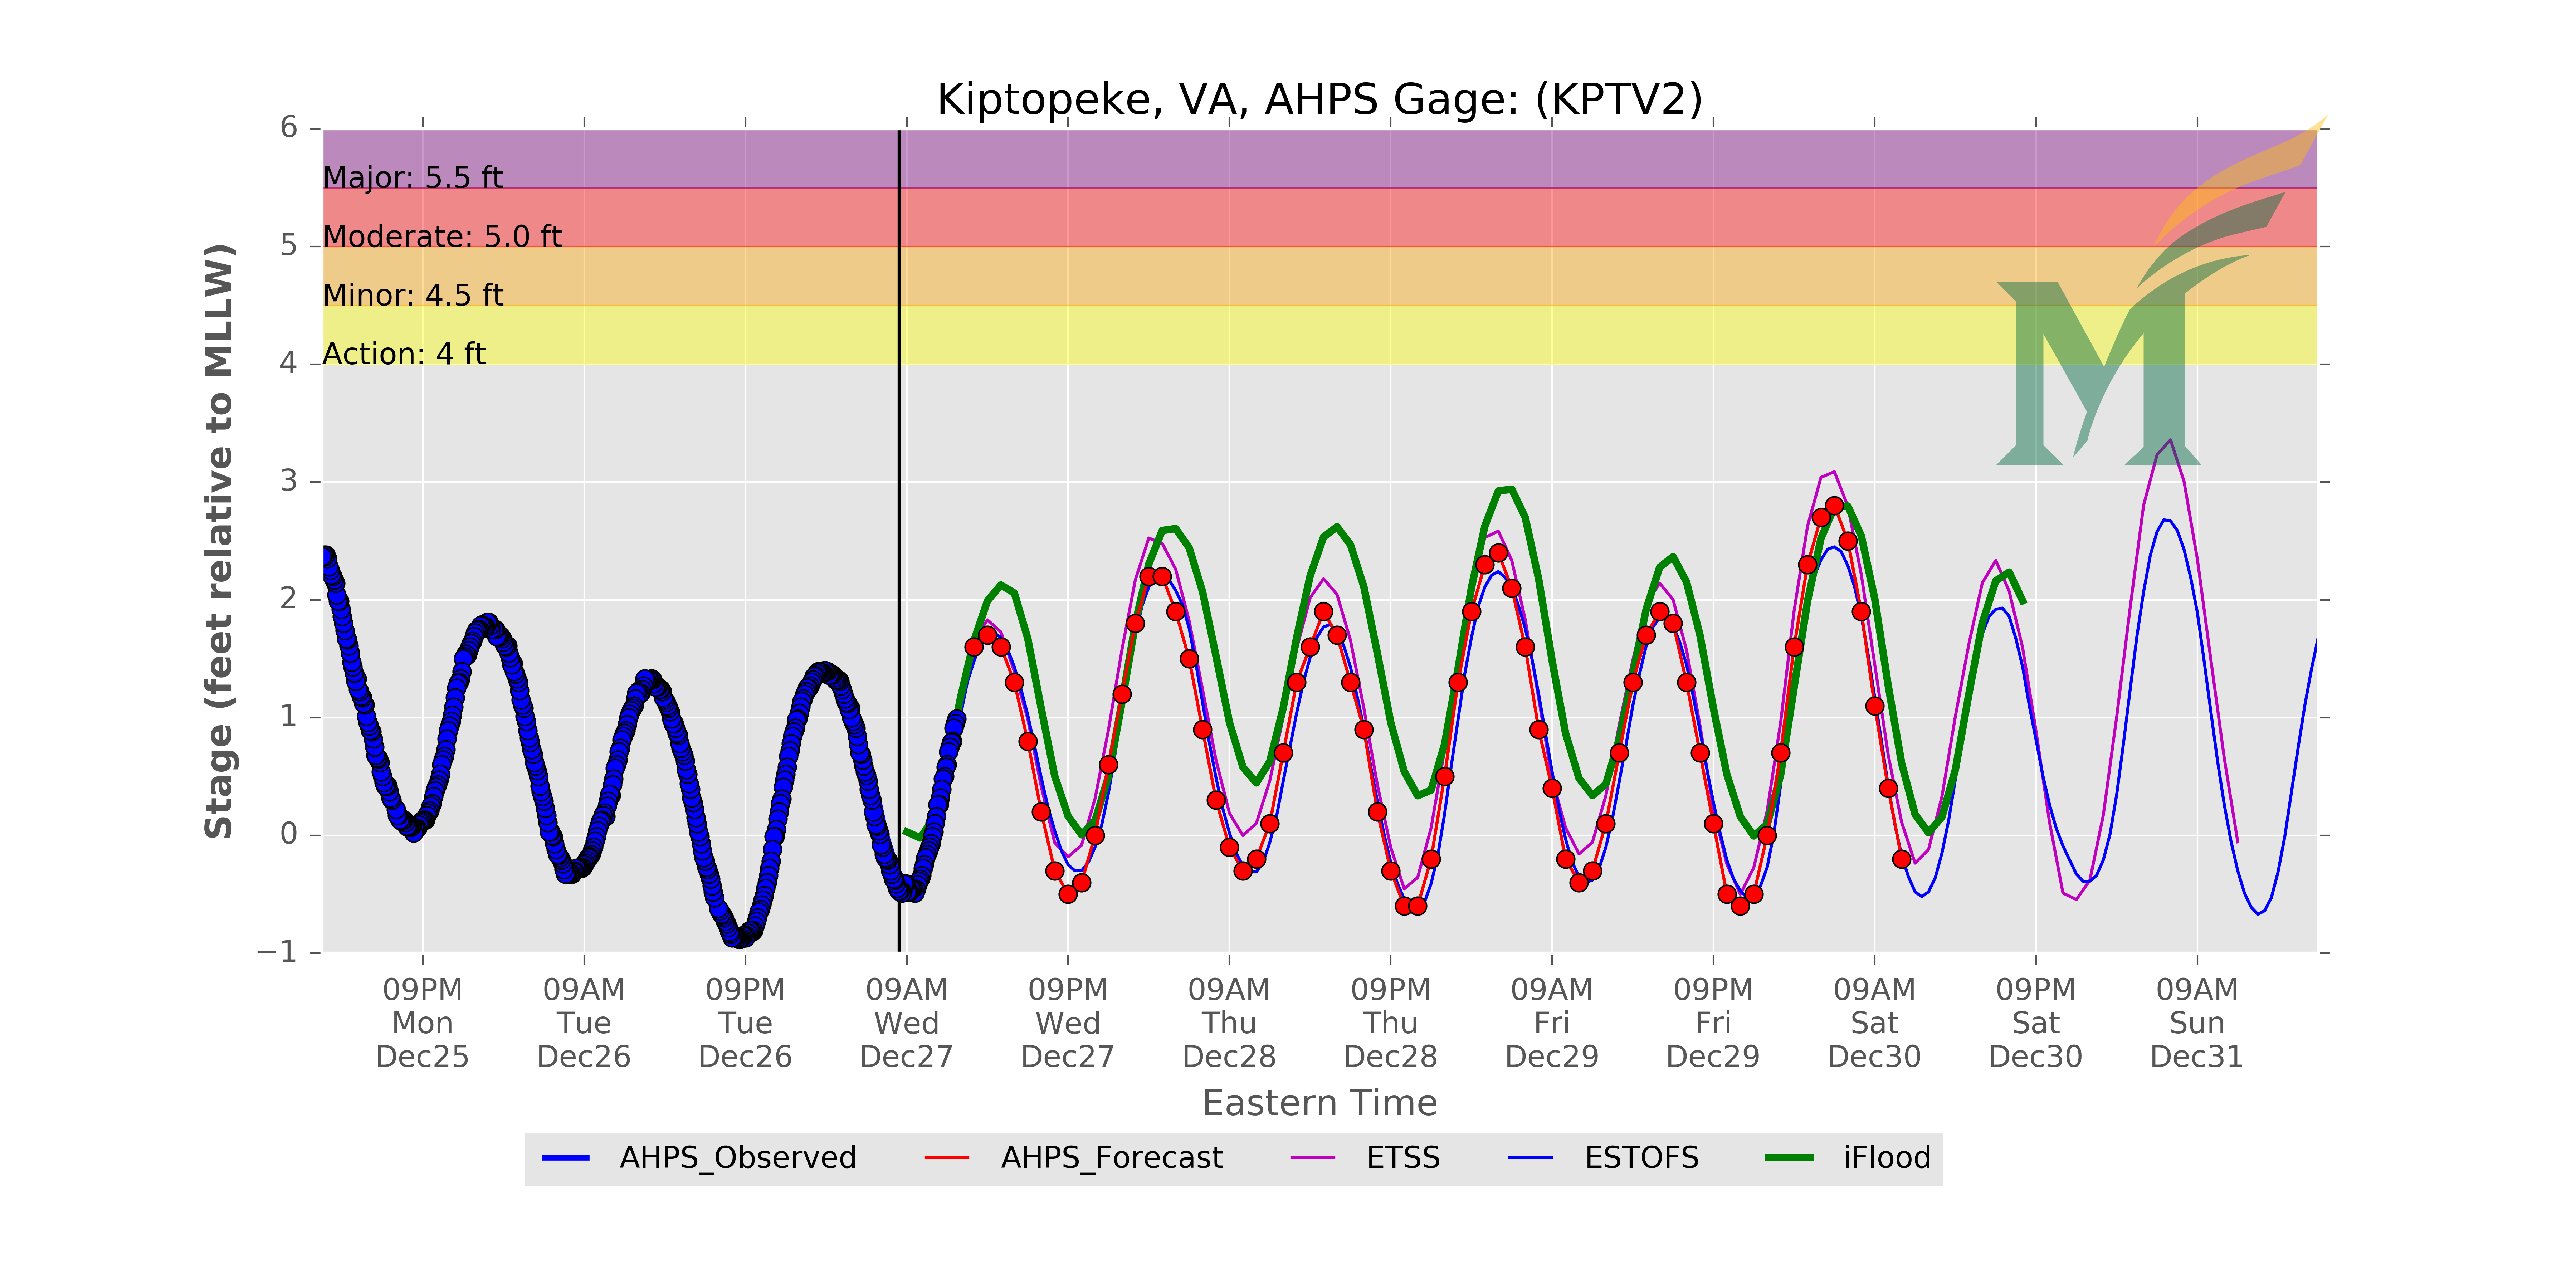 Kiptopeke, VA, AHPS Gage: (KPTV2)
6
5
4
3
2
1
0
−1
Stage (feet relative to MLLW)
Major: 5.5 ft
Moderate: 5.0 ft
Minor: 4.5 ft
Action: 4 ft
M
09PM 09AM 09PM 09AM 09PM 09AM 09PM 09AM 09PM 09AM 09PM 09AM
Mon Tue Tue Wed Wed Thu Thu Fri Fri Sat Sat Sun
Dec25 Dec26 Dec26 Dec27 Dec27 Dec28 Dec28 Dec29 Dec29 Dec30 Dec30 Dec31
Eastern Time
AHPS_Observed AHPS_Forecast ETSS ESTOFS iFlood